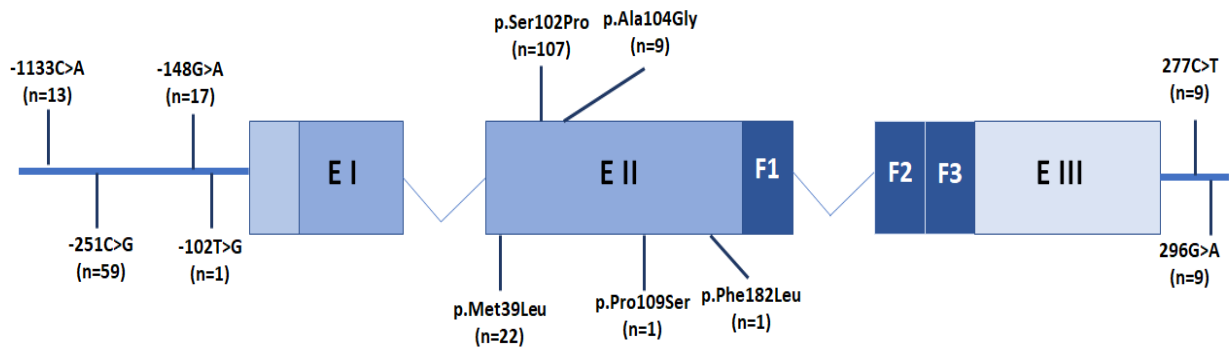 p.Ser102Pro
(n=107)
p.Ala104Gly
(n=9)
-1133C>A
(n=13)
-148G>A
(n=17)
277C>T
(n=9)
E I
E II
F1
F2
F3
E III
-251C>G
(n=59)
-102T>G
(n=1)
p.Met39Leu
(n=22)
p.Pro109Ser
(n=1)
p.Phe182Leu
(n=1)
296G>A
(n=9)